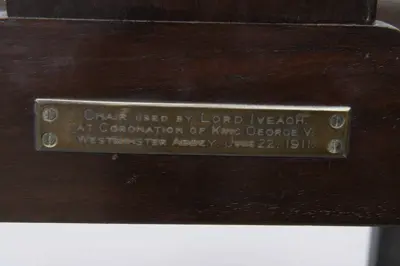 CHAIR USED BY LORD IVEAGH
AT CORONATION OF KING GEORGE V.
WESTMINSTER ABBEY JUNE 22, 1911.